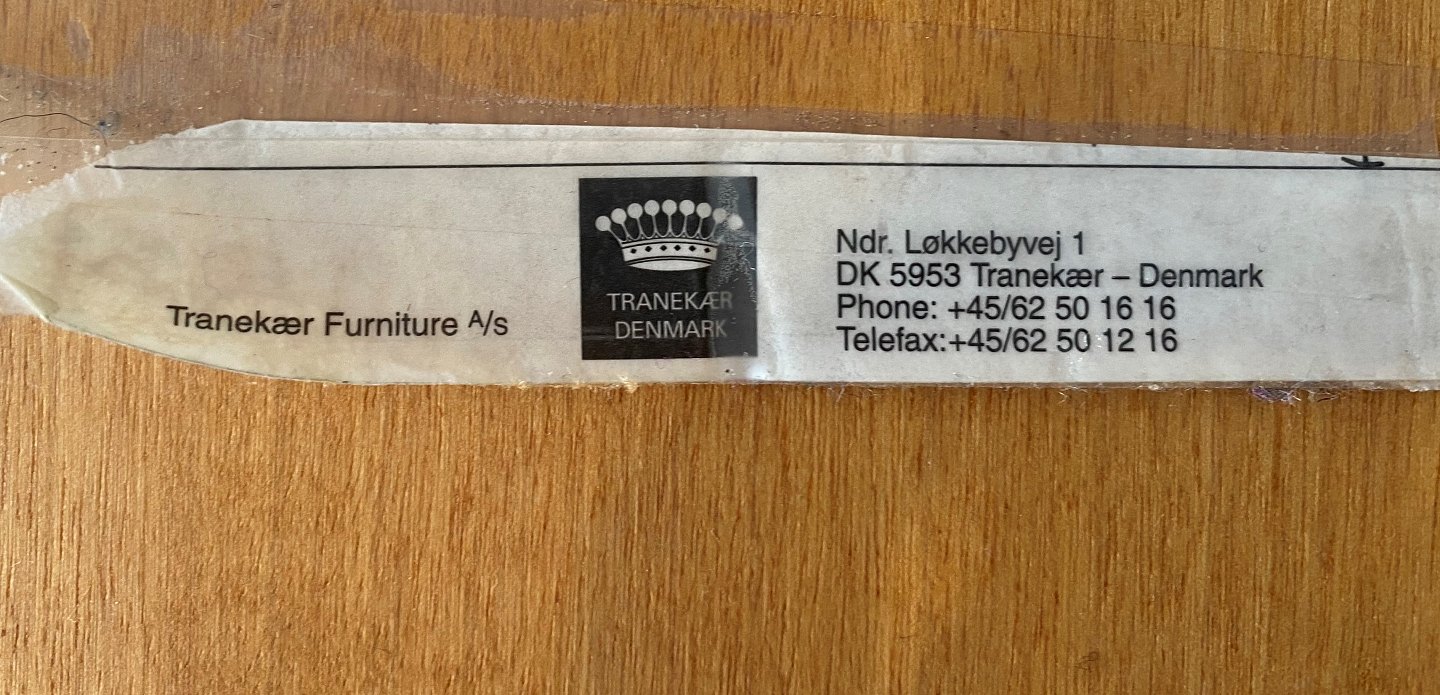 Tranekær Furniture A/s
TRANEKÆR
DENMARK
Ndr. Løkkebyvej 1
DK 5953 Tranekær – Denmark
Phone: +45/62 50 16 16
Telefax:+45/62 50 12 16